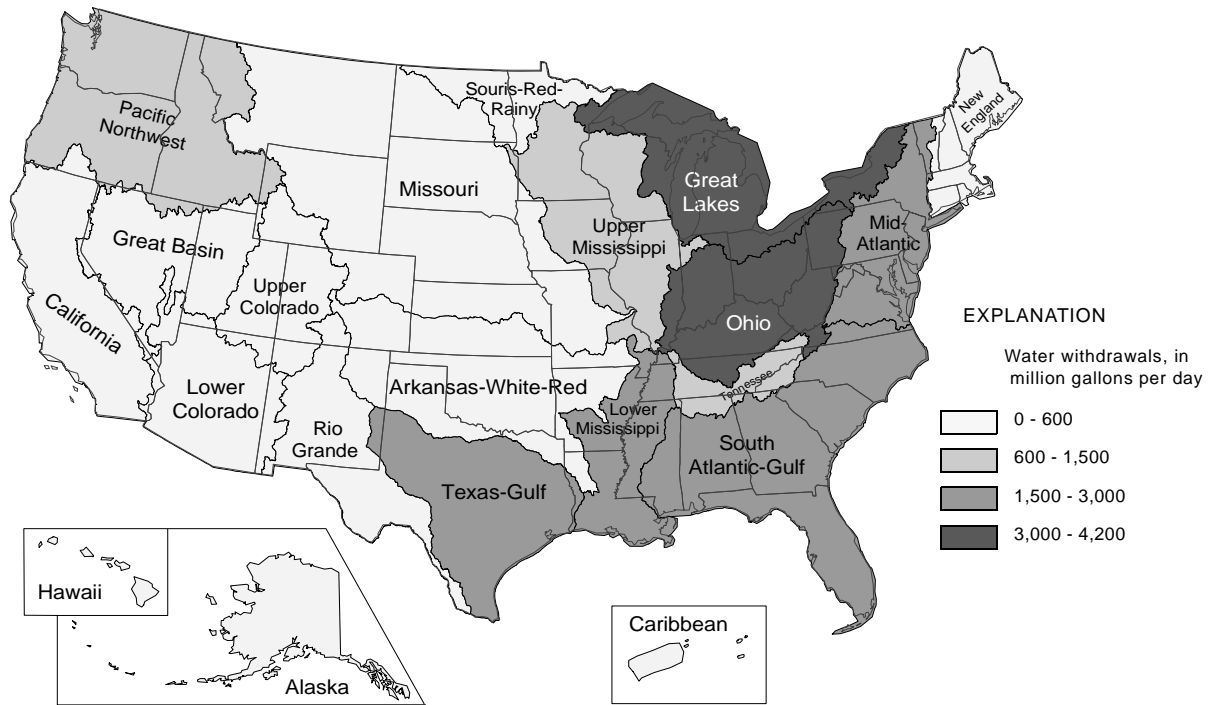 Souris-Red-
Rainy
New
England
Pacific
Northwest
Missouri
Great
Lakes
Great Basin
Upper
Mississippi
Mid-
Atlantic
Upper
Colorado
California
Ohio
EXPLANATION
Water withdrawals, in
million gallons per day
0 - 600
600 - 1,500
1,500 - 3,000
3,000 - 4,200
Lower
Colorado
Arkansas-White-Red
Tennessee
Rio
Grande
Lower
Mississippi
South
Atlantic-Gulf
Texas-Gulf
Hawaii
Alaska
Caribbean